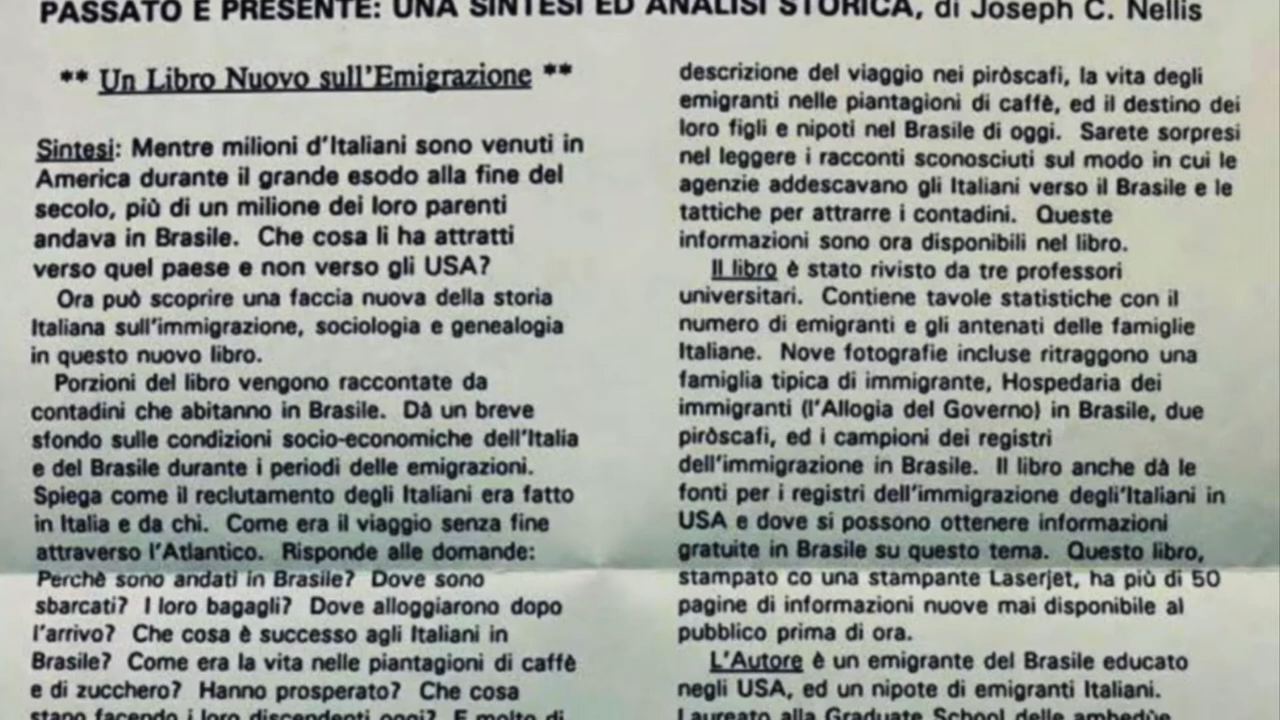 PASSATO E PRESENTE: UNA SINTESI ED ANALISI STORICA, di Joseph C. Nellis
** Un Libro Nuovo sull'Emigrazione **
Sintesi: Mentre milioni d'Italiani sono venuti in
America durante il grande esodo alla fine del
secolo, più di un milione dei loro parenti
andava in Brasile. Che cosa li ha attratti
verso quel paese e non verso gli USA?
Ora può scoprire una faccia nuova della storia
Italiana sull'immigrazione, sociologia e genealogia
in questo nuovo libro.
Porzioni del libro vengono raccontate da
contadini che abitanno in Brasile. Dà un breve
sfondo sulle condizioni socio-economiche dell'Italia
e del Brasile durante i periodi delle emigrazioni.
Spiega come il reclutamento degli Italiani era fatto
in Italia e da chi. Come era il viaggio senza fine
attraverso l'Atlantico. Risponde alle domande:
Perchè sono andati in Brasile? Dove sono
sbarcati? I loro bagagli? Dove alloggiarono dopo
l'arrivo? Che cosa è successo agli Italiani in
Brasile? Come era la vita nelle piantagioni di caffè
e di zucchero? Hanno prosperato? Che cosa
stano facendo i loro discendenti oggi? E molto di
descrizione del viaggio nei piròscafi, la vita degli
emigranti nelle piantagioni di caffè, ed il destino dei
loro figli e nipoti nel Brasile di oggi. Sarete sorpresi
nel leggere i racconti sconosciuti sul modo in cui le
agenzie addescavano gli Italiani verso il Brasile e le
tattiche per attrarre i contadini. Queste
informazioni sono ora disponibili nel libro.
Il libro è stato rivisto da tre professori
universitari. Contiene tavole statistiche con il
numero di emigranti e gli antenati delle famiglie
Italiane. Nove fotografie incluse ritraggono una
famiglia tipica di immigrante, Hospedaria dei
immigranti (l'Allogia del Governo) in Brasile, due
piròscafi, ed i campioni dei registri
dell'immigrazione in Brasile. Il libro anche dà le
fonti per i registri dell'immigrazione degli'Italiani in
USA e dove si possono ottenere informazioni
gratuite in Brasile su questo tema. Questo libro,
stampato co una stampante Laserjet, ha più di 50
pagine di informazioni nuove mai disponibile al
pubblico prima di ora.
L'Autore è un emigrante del Brasile educato
negli USA, ed un nipote di emigranti Italiani.
Laureato alla Graduate School delle ambedùe